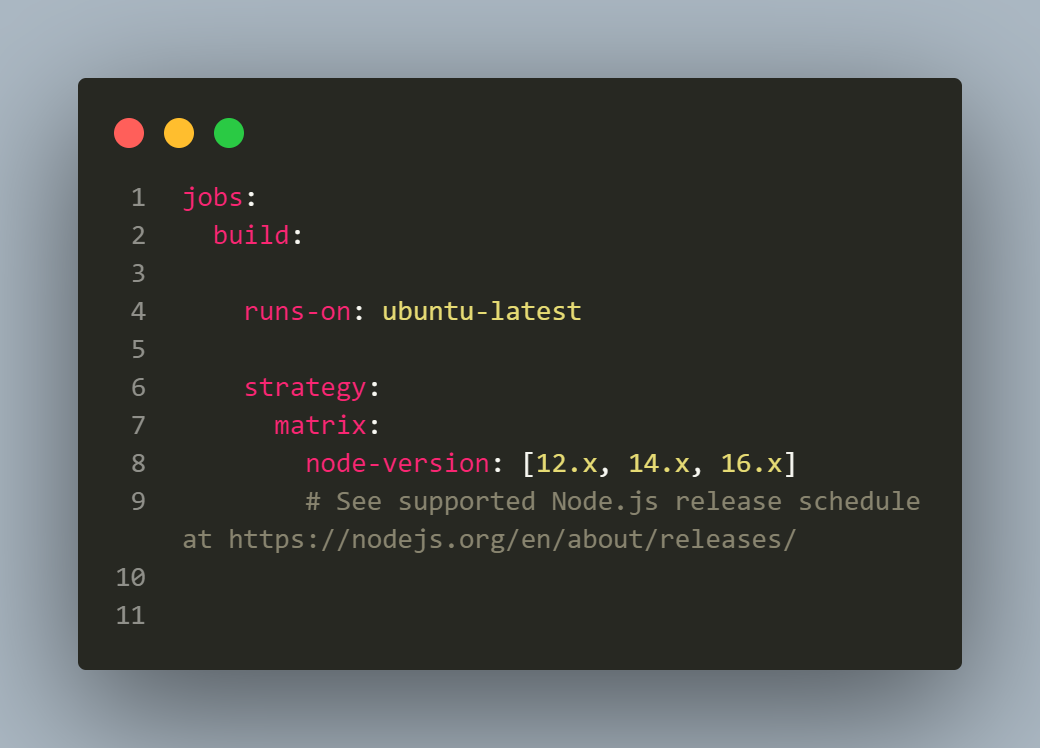 1 jobs:
2   build:
3
4     runs-on: ubuntu-latest
5
6     strategy:
7       matrix:
8         node-version: [12.x, 14.x, 16.x]
9         # See supported Node.js release schedule
at https://nodejs.org/en/about/releases/
10
11